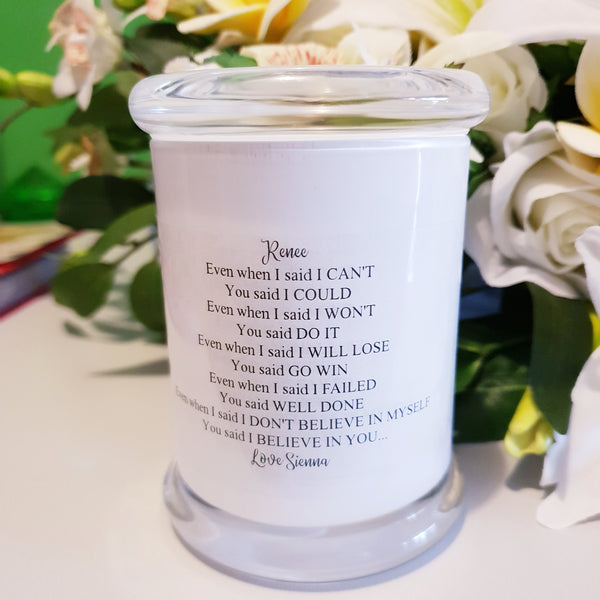 Renee
Even when I said I CAN'T
You said I COULD
Even when I said I WON'T
You said DO IT
Even when I said I WILL LOSE
You said GO WIN
Even when I said I FAILED
You said WELL DONE
Even when I said I DON'T BELIEVE IN MYSELF
You said I BELIEVE IN YOU...
Love Sienna